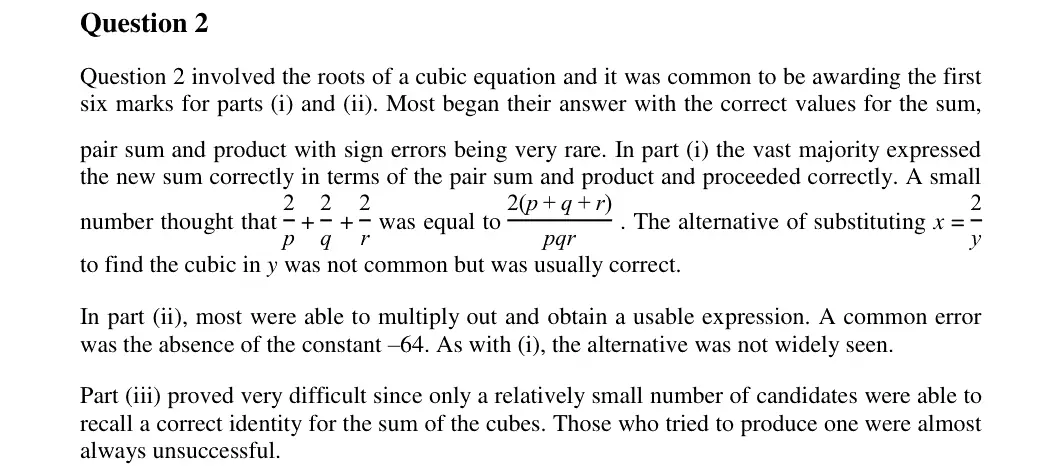 Question 2
Question 2 involved the roots of a cubic equation and it was common to be awarding the first
six marks for parts (i) and (ii). Most began their answer with the correct values for the sum,
pair sum and product with sign errors being very rare. In part (i) the vast majority expressed
the new sum correctly in terms of the pair sum and product and proceeded correctly. A small
number thought that 2/p + 2/q + 2/r was equal to 2(p + q + r)/pqr . The alternative of substituting x = 2/y
to find the cubic in y was not common but was usually correct.
In part (ii), most were able to multiply out and obtain a usable expression. A common error
was the absence of the constant –64. As with (i), the alternative was not widely seen.
Part (iii) proved very difficult since only a relatively small number of candidates were able to
recall a correct identity for the sum of the cubes. Those who tried to produce one were almost
always unsuccessful.